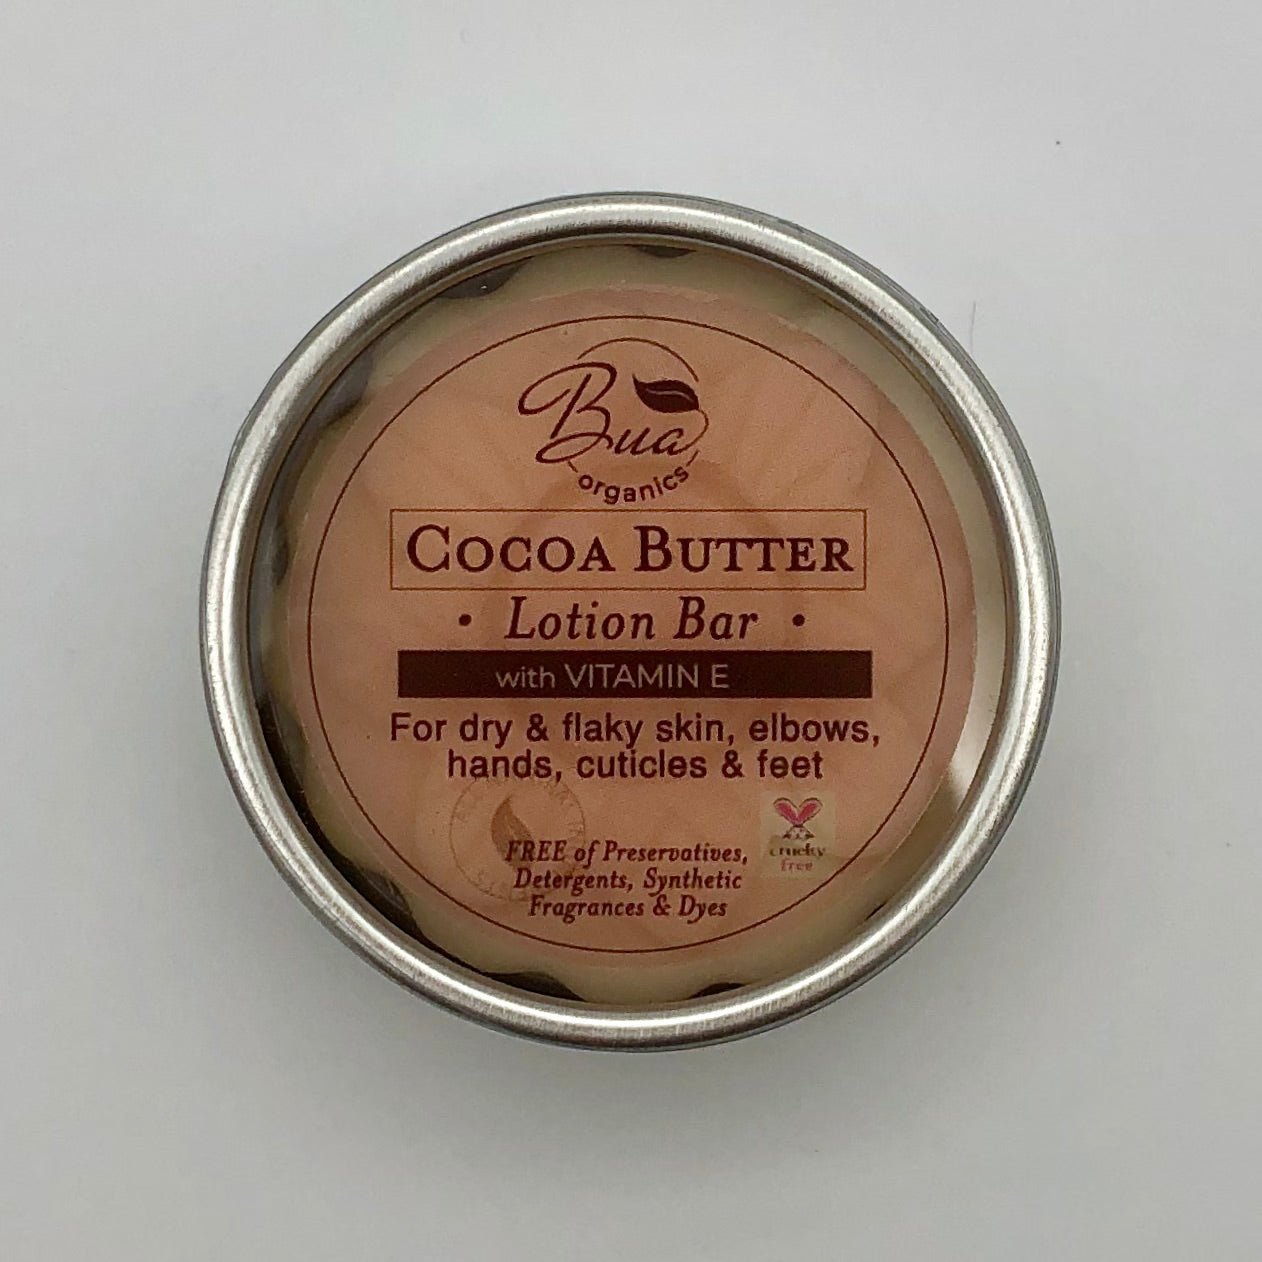 Bua
organics
COCOA BUTTER
• Lotion Bar •
with VITAMIN E
For dry & flaky skin, elbows,
hands, cuticles & feet
FREE of Preservatives,
Detergents, Synthetic
Fragrances & Dyes
cruelty
free